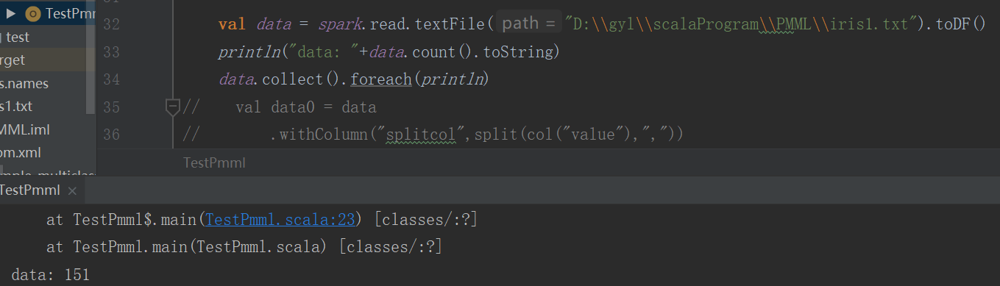 TestPmm
test
rget
s.names
s1.txt
MML.iml
om.xml
TestPmml ×
31
32 val data = spark.read.textFile( path = "D:\\gyl\\scalaProgram\\PMML\\iris1.txt").toDF()
33 println("data: "+data.count().toString)
34 data.collect().foreach(println)
35 // val data0 = data
36 // .withColumn("splitcol",split(col("value"),","))
TestPmml
at TestPmml$.main(TestPmml.scala:23) [classes/:?]
at TestPmml.main(TestPmml.scala) [classes/:?]
data: 151